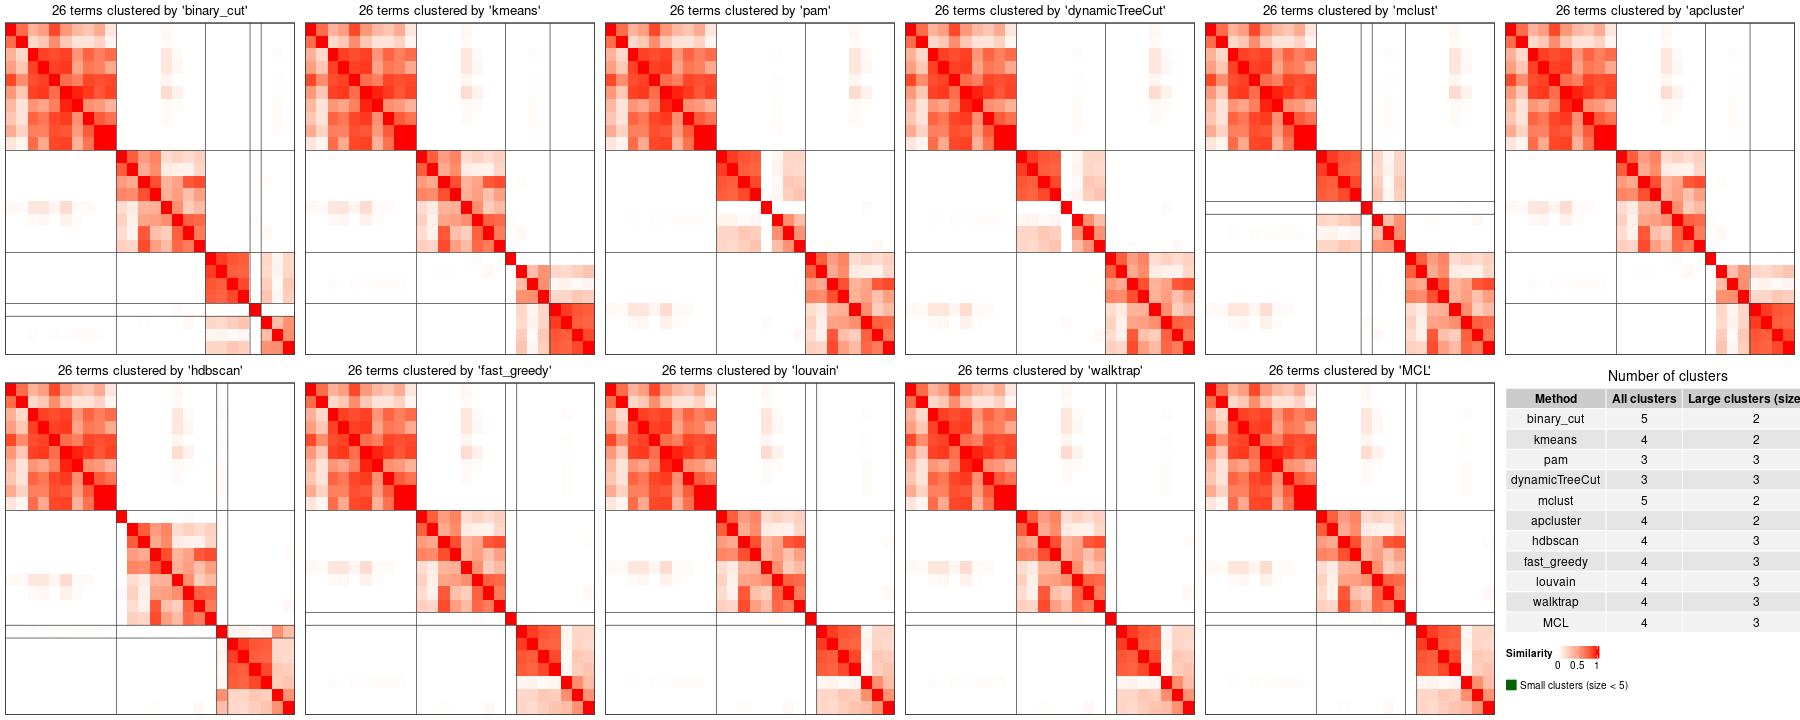 26 terms clustered by 'binary_cut'
26 terms clustered by 'kmeans'
26 terms clustered by 'pam'
26 terms clustered by 'dynamicTreeCut'
26 terms clustered by 'mclust'
26 terms clustered by 'apcluster'
26 terms clustered by 'hdbscan'
26 terms clustered by 'fast_greedy'
26 terms clustered by 'louvain'
26 terms clustered by 'walktrap'
26 terms clustered by 'MCL'
Number of clusters
Method All clusters Large clusters (size
binary_cut 5 2
kmeans 4 2
pam 3 3
dynamicTreeCut 3 3
mclust 5 2
apcluster 4 2
hdbscan 4 3
fast_greedy 4 3
louvain 4 3
walktrap 4 3
MCL 4 3
Similarity
0 0.5 1
Small clusters (size < 5)